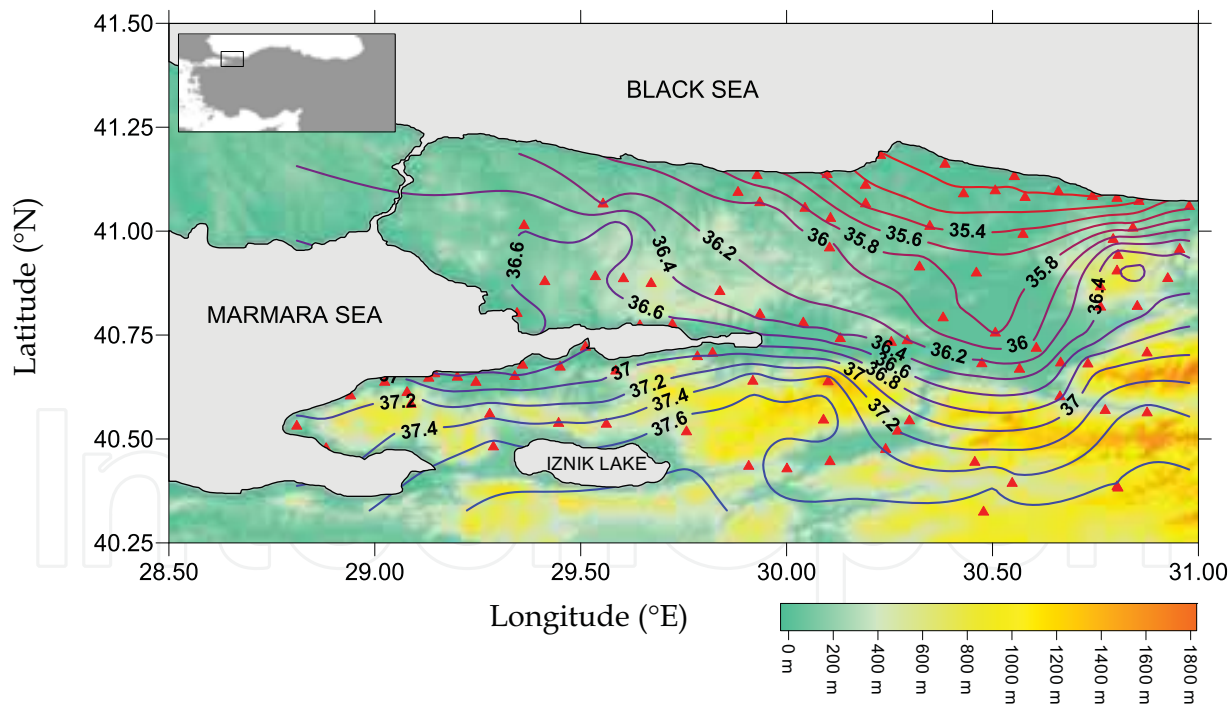 41.50
41.25
41.00
40.75
40.50
40.25
Latitude (°N)
BLACK SEA
MARMARA SEA
IZNIK LAKE
36.6
36.4
36.2
36
35.8
35.6
35.4
35.8
36.4
36.6
36.4
36.2
36
36.6
36.8
37
37.2
37
37
37.2
37.4
37.6
37
37.2
37.4
28.50
29.00
29.50
30.00
30.50
31.00
Longitude (°E)
0 m
200 m
400 m
600 m
800 m
1000 m
1200 m
1400 m
1600 m
1800 m